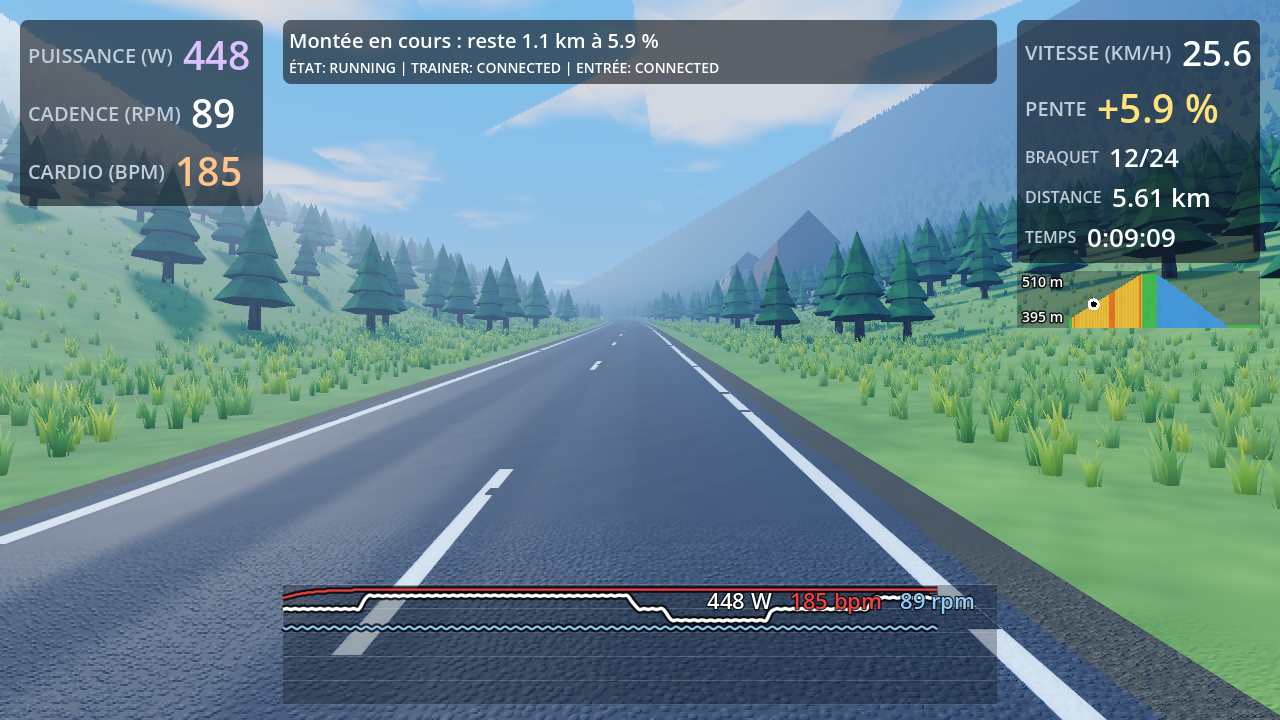 PUISSANCE (W) 448
CADENCE (RPM) 89
CARDIO (BPM) 185
Montée en cours : reste 1.1 km à 5.9 %
ÉTAT: RUNNING | TRAINER: CONNECTED | ENTRÉE: CONNECTED
VITESSE (KM/H) 25.6
PENTE +5.9 %
BRAQUET 12/24
DISTANCE 5.61 km
TEMPS 0:09:09
510 m
395 m
448 W 185 bpm 89 rpm